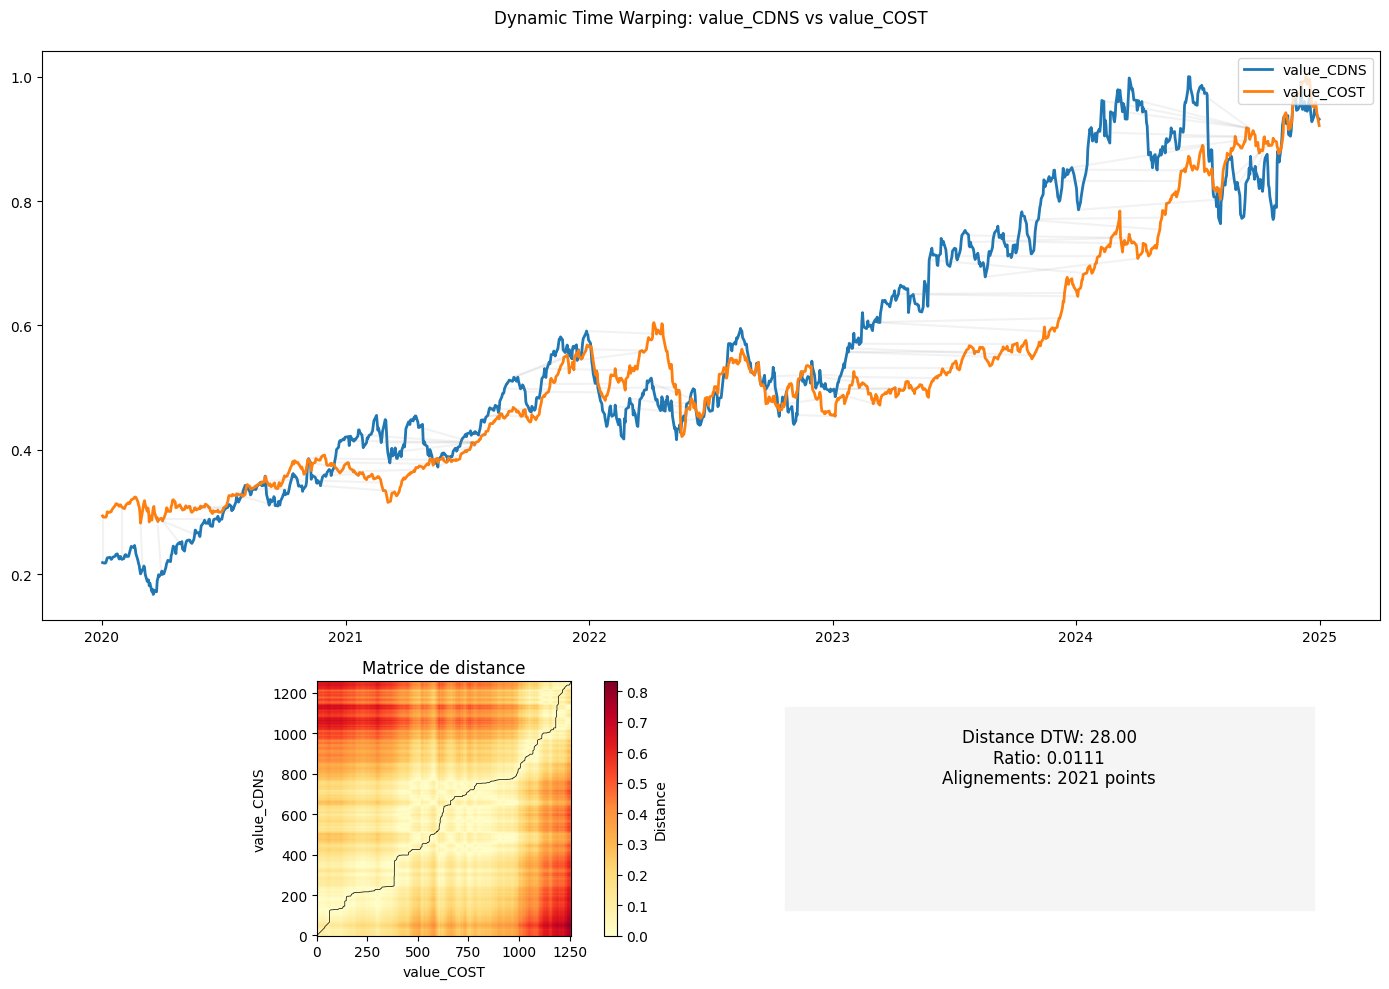 Dynamic Time Warping: value_CDNS vs value_COST
value_CDNS
value_COST
1.0
0.8
0.6
0.4
0.2
2020 2021 2022 2023 2024 2025
Matrice de distance
value_CDNS
1200
1000
800
600
400
200
0
0 250 500 750 1000 1250
value_COST
0.8
0.7
0.6
0.5
0.4
0.3
0.2
0.1
0.0
Distance
Distance DTW: 28.00
Ratio: 0.0111
Alignements: 2021 points